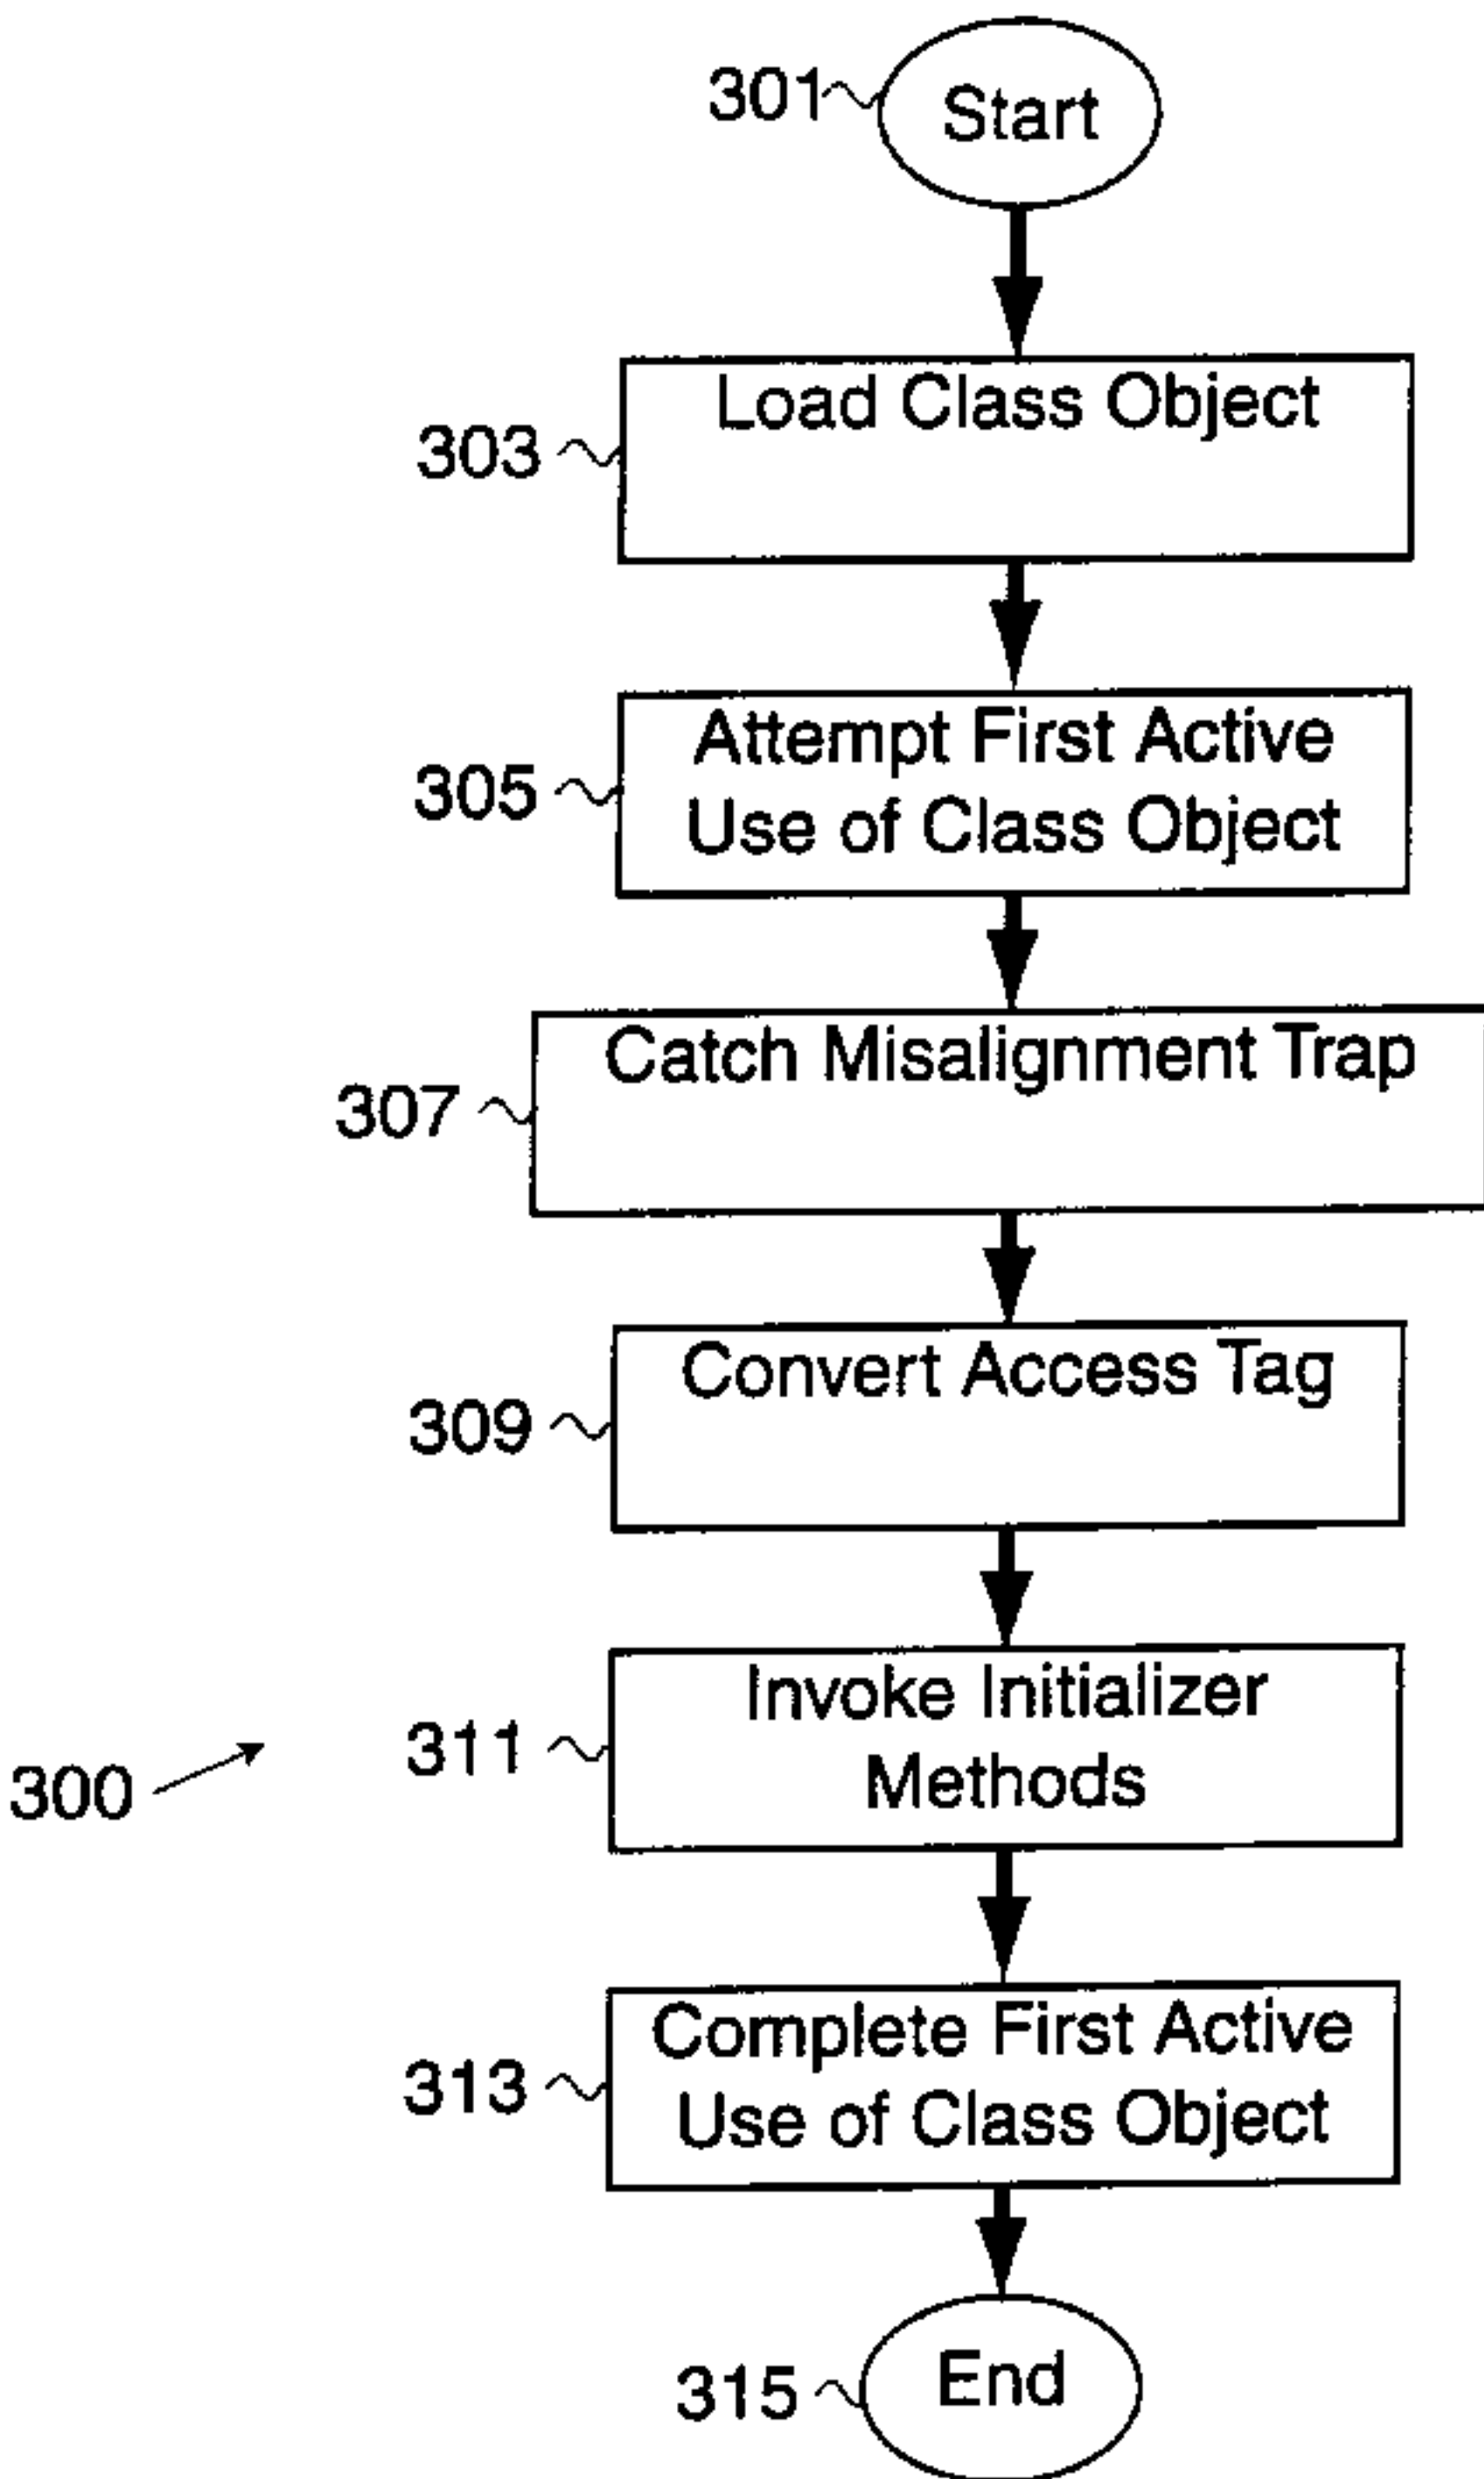 301
Start
303
Load Class Object
305
Attempt First Active
Use of Class Object
307
Catch Misalignment Trap
309
Convert Access Tag
311
Invoke Initializer
Methods
300
313
Complete First Active
Use of Class Object
315
End